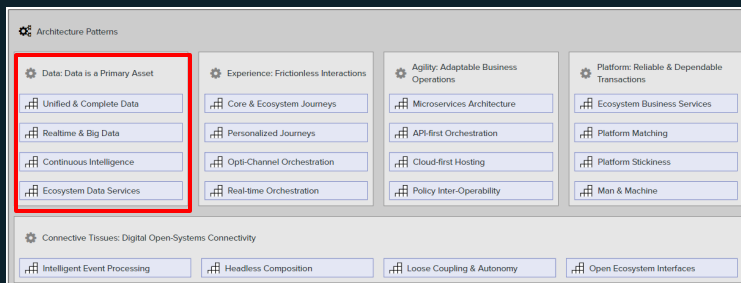 Architecture Patterns
Data: Data is a Primary Asset
Unified & Complete Data
Realtime & Big Data
Continuous Intelligence
Ecosystem Data Services
Experience: Frictionless Interactions
Core & Ecosystem Journeys
Personalized Journeys
Opti-Channel Orchestration
Real-time Orchestration
Agility: Adaptable Business
Operations
Microservices Architecture
API-first Orchestration
Cloud-first Hosting
Policy Inter-Operability
Platform: Reliable & Dependable
Transactions
Ecosystem Business Services
Platform Matching
Platform Stickiness
Man & Machine
Connective Tissues: Digital Open-Systems Connectivity
Intelligent Event Processing
Headless Composition
Loose Coupling & Autonomy
Open Ecosystem Interfaces